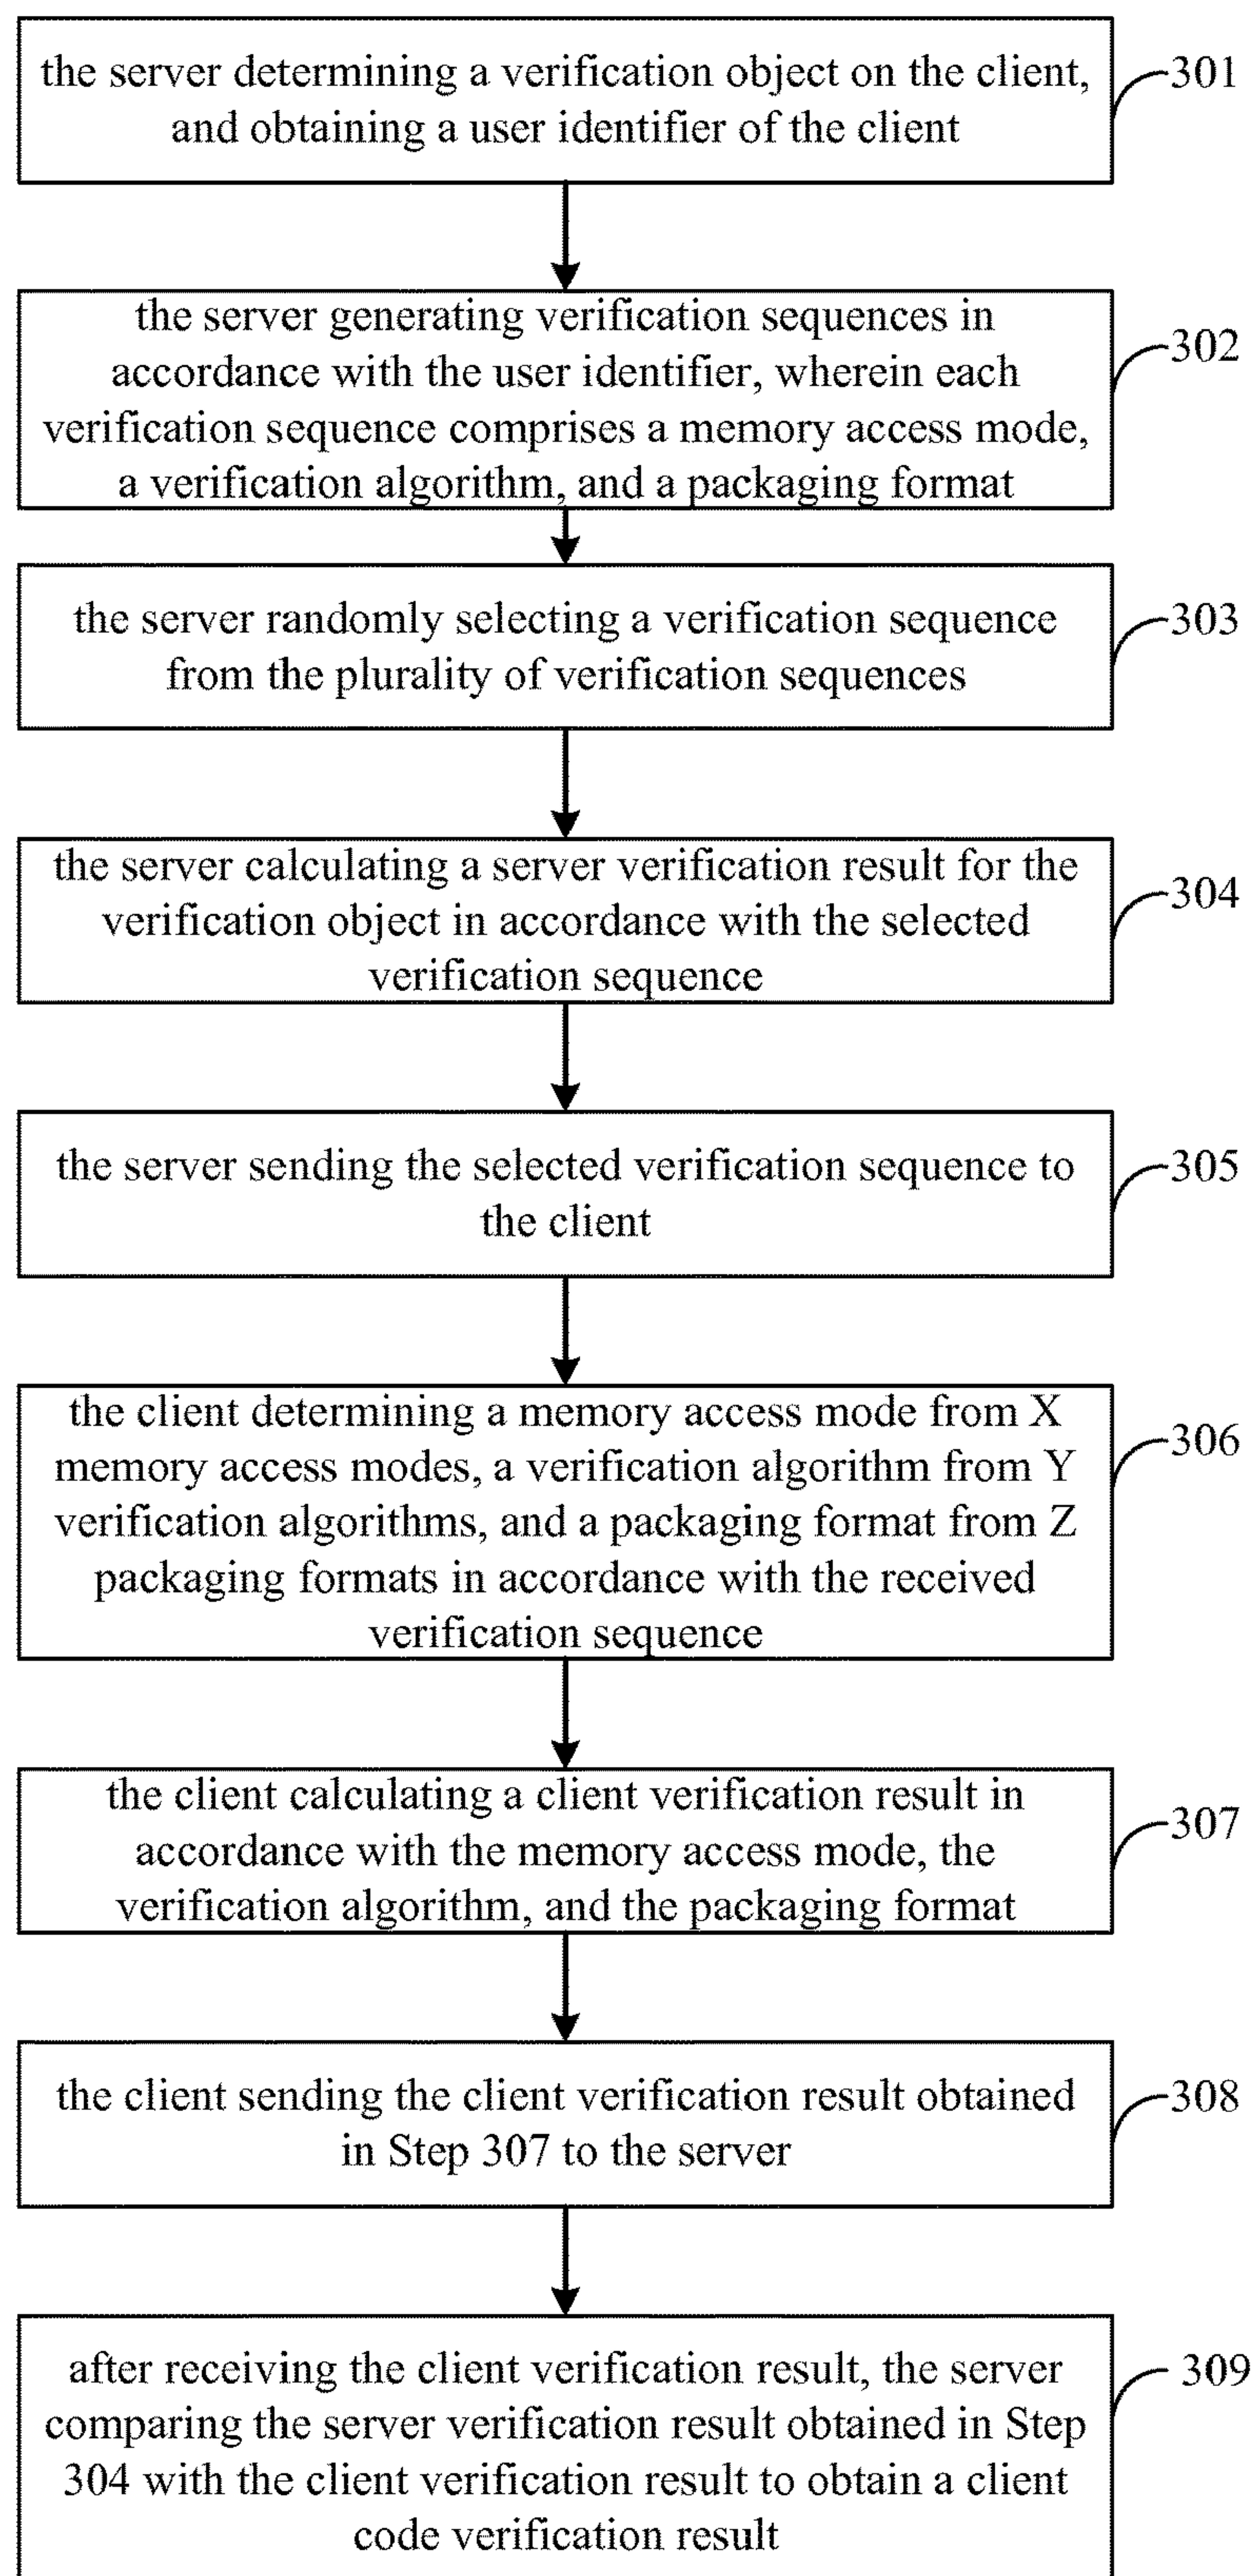 the server determining a verification object on the client,
and obtaining a user identifier of the client
301
the server generating verification sequences in
accordance with the user identifier, wherein each
verification sequence comprises a memory access mode,
a verification algorithm, and a packaging format
302
the server randomly selecting a verification sequence
from the plurality of verification sequences
303
the server calculating a server verification result for the
verification object in accordance with the selected
verification sequence
304
the server sending the selected verification sequence to
the client
305
the client determining a memory access mode from X
memory access modes, a verification algorithm from Y
verification algorithms, and a packaging format from Z
packaging formats in accordance with the received
verification sequence
306
the client calculating a client verification result in
accordance with the memory access mode, the
verification algorithm, and the packaging format
307
the client sending the client verification result obtained
in Step 307 to the server
308
after receiving the client verification result, the server
comparing the server verification result obtained in Step
304 with the client verification result to obtain a client
code verification result
309